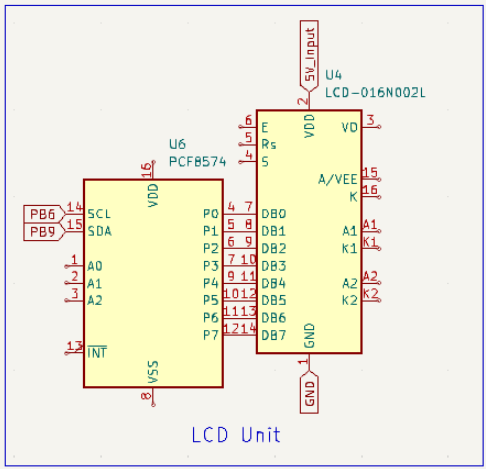 5V_Input
U4
LCD-016N002L
2
VDD
6 E
VO 3
5 Rs
4 S
A/VEE 15
K 16
U6
PCF8574
16
VDD
PB6 14 SCL
P0 4 7 DB0
A1 A1
PB9 15 SDA
P1 5 8 DB1
K1 K1
P2 6 9 DB2
1 A0
P3 7 10 DB3
2 A1
P4 9 11 DB4
A2 A2
3 A2
P5 10 12 DB5
K2 K2
P6 11 13 DB6
P7 12 14 DB7
13 INT
GND
1
VSS
8
GND
LCD Unit